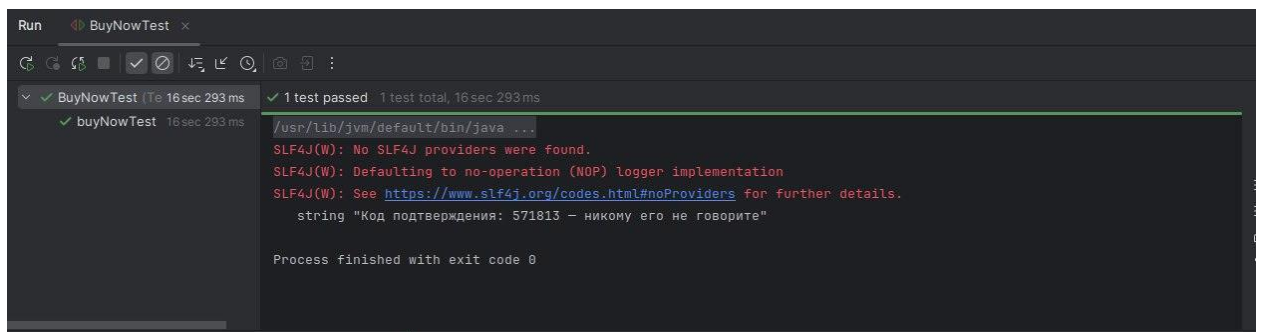 Run BuyNowTest ×
BuyNowTest (Te 16 sec 293 ms
1 test passed 1 test total, 16 sec 293 ms
buyNowTest 16 sec 293 ms
/usr/lib/jvm/default/bin/java ...
SLF4J(W): No SLF4J providers were found.
SLF4J(W): Defaulting to no-operation (NOP) logger implementation
SLF4J(W): See https://www.slf4j.org/codes.html#noProviders for further details.
string "Код подтверждения: 571813 — никому его не говорите"
Process finished with exit code 0